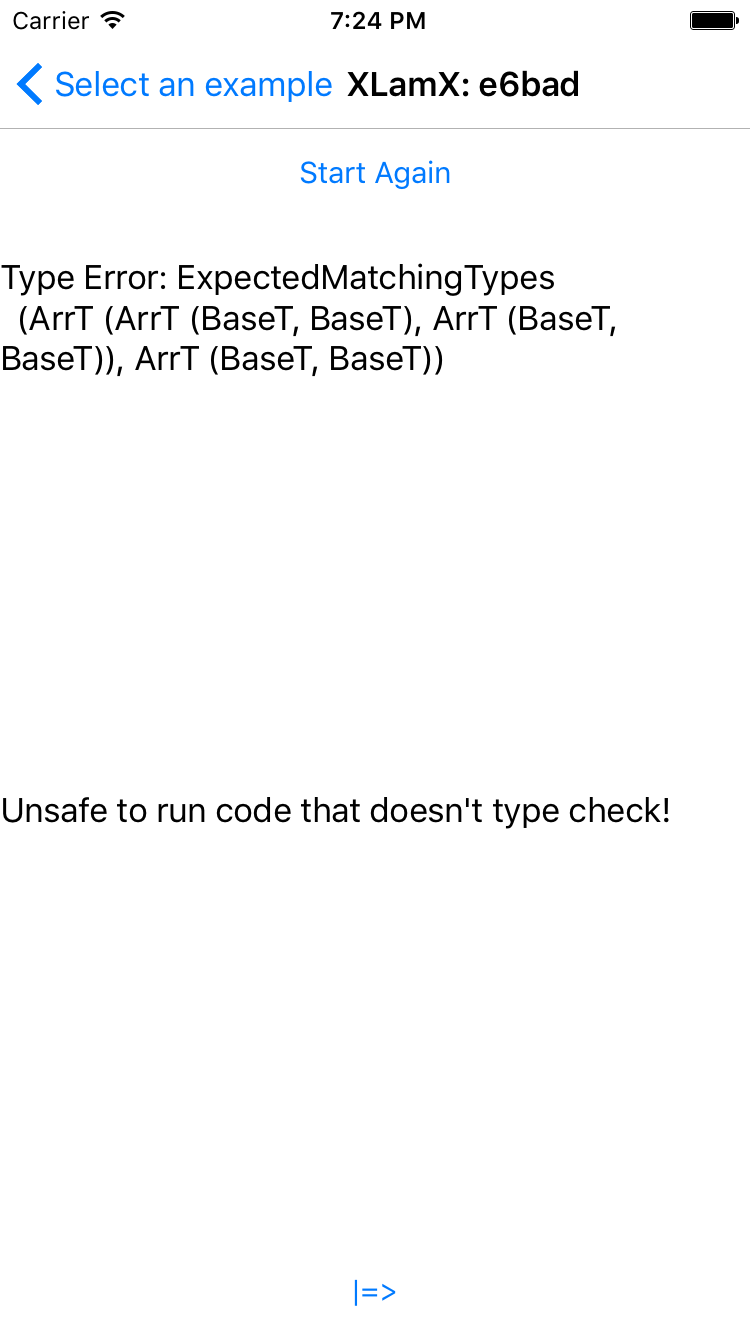 Carrier 7:24 PM
Select an example XLamX: e6bad
Start Again
Type Error: ExpectedMatchingTypes
(ArrT (ArrT (BaseT, BaseT), ArrT (BaseT,
BaseT)), ArrT (BaseT, BaseT))
Unsafe to run code that doesn't type check!
|=>